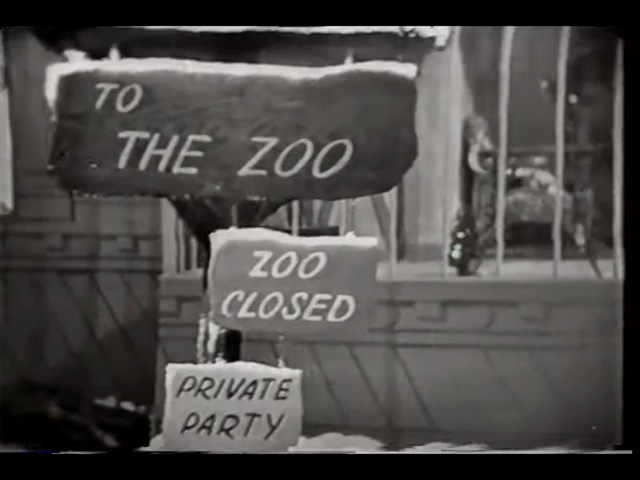 TO
THE ZOO
ZOO
CLOSED
PRIVATE
PARTY